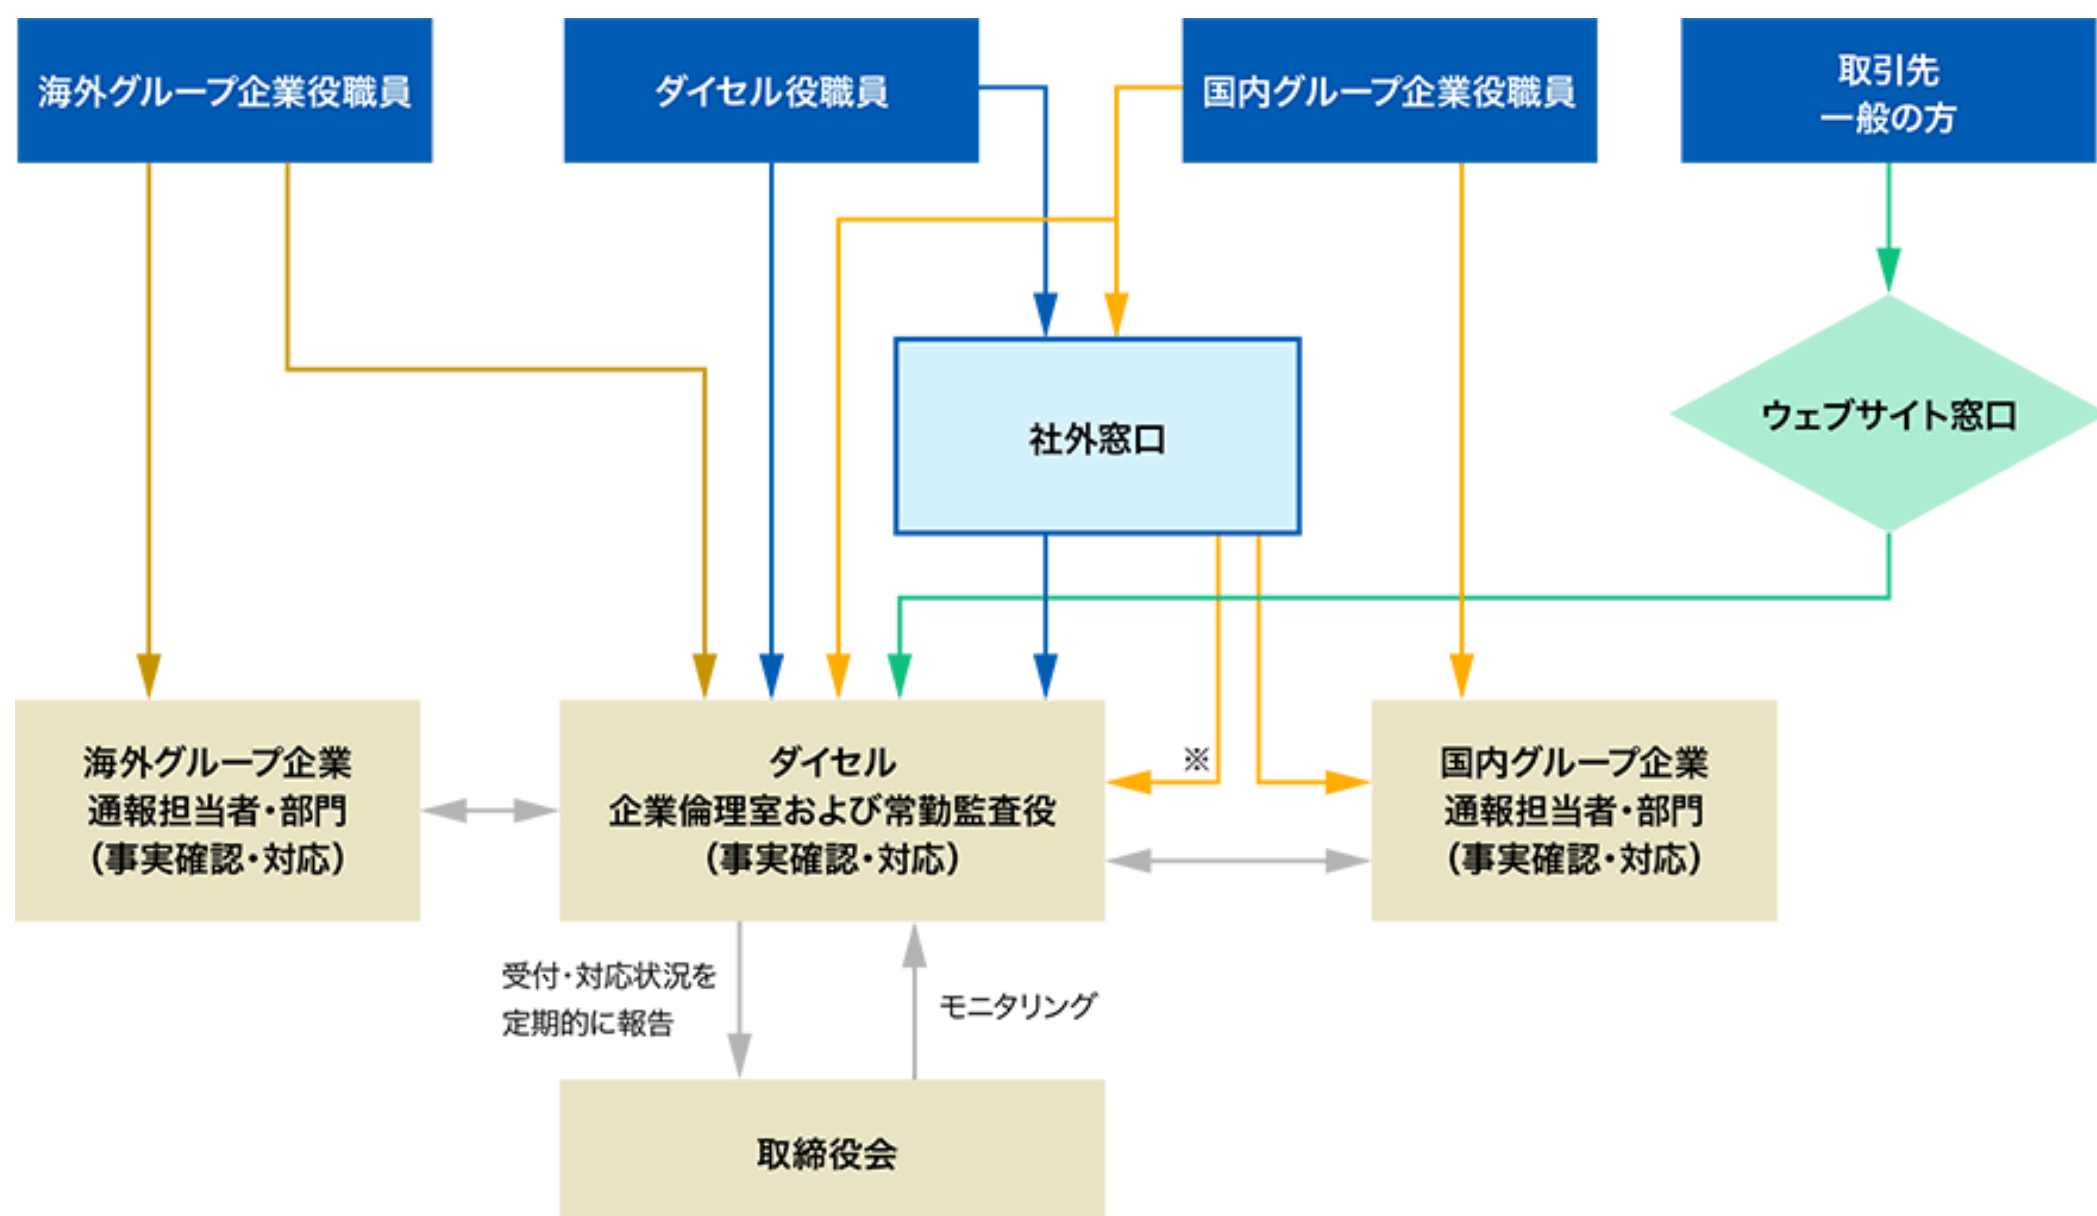 海外グループ企業役職員
ダイセル役職員
国内グループ企業役職員
取引先
一般の方
社外窓口
ウェブサイト窓口
海外グループ企業
通報担当者・部門
（事実確認・対応）
ダイセル
企業倫理室および常勤監査役
（事実確認・対応）
※
国内グループ企業
通報担当者・部門
（事実確認・対応）
受付・対応状況を
定期的に報告
モニタリング
取締役会